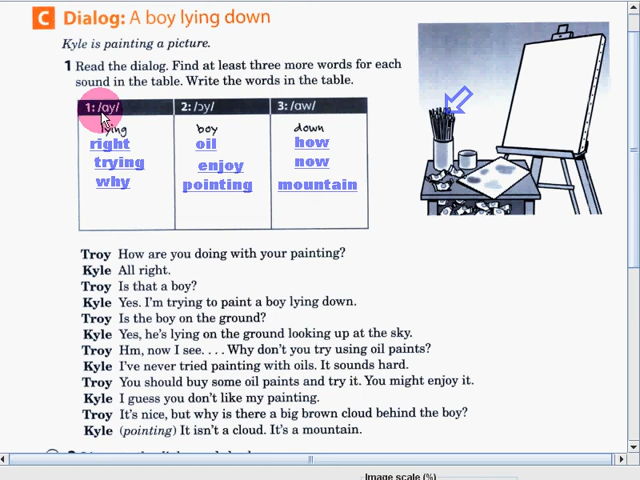 C Dialog: A boy lying down
Kyle is painting a picture.
1 Read the dialog. Find at least three more words for each
sound in the table. Write the words in the table.
1: /ɑy/ 2: /ɔy/ 3: /ɑw/
lying boy down
right oil how
trying enjoy now
why pointing mountain
Troy How are you doing with your painting?
Kyle All right.
Troy Is that a boy?
Kyle Yes. I'm trying to paint a boy lying down.
Troy Is the boy on the ground?
Kyle Yes, he's lying on the ground looking up at the sky.
Troy Hm, now I see. . . . Why don't you try using oil paints?
Kyle I've never tried painting with oils. It sounds hard.
Troy You should buy some oil paints and try it. You might enjoy it.
Kyle I guess you don't like my painting.
Troy It's nice, but why is there a big brown cloud behind the boy?
Kyle (pointing) It isn't a cloud. It's a mountain.
Image scale (%)